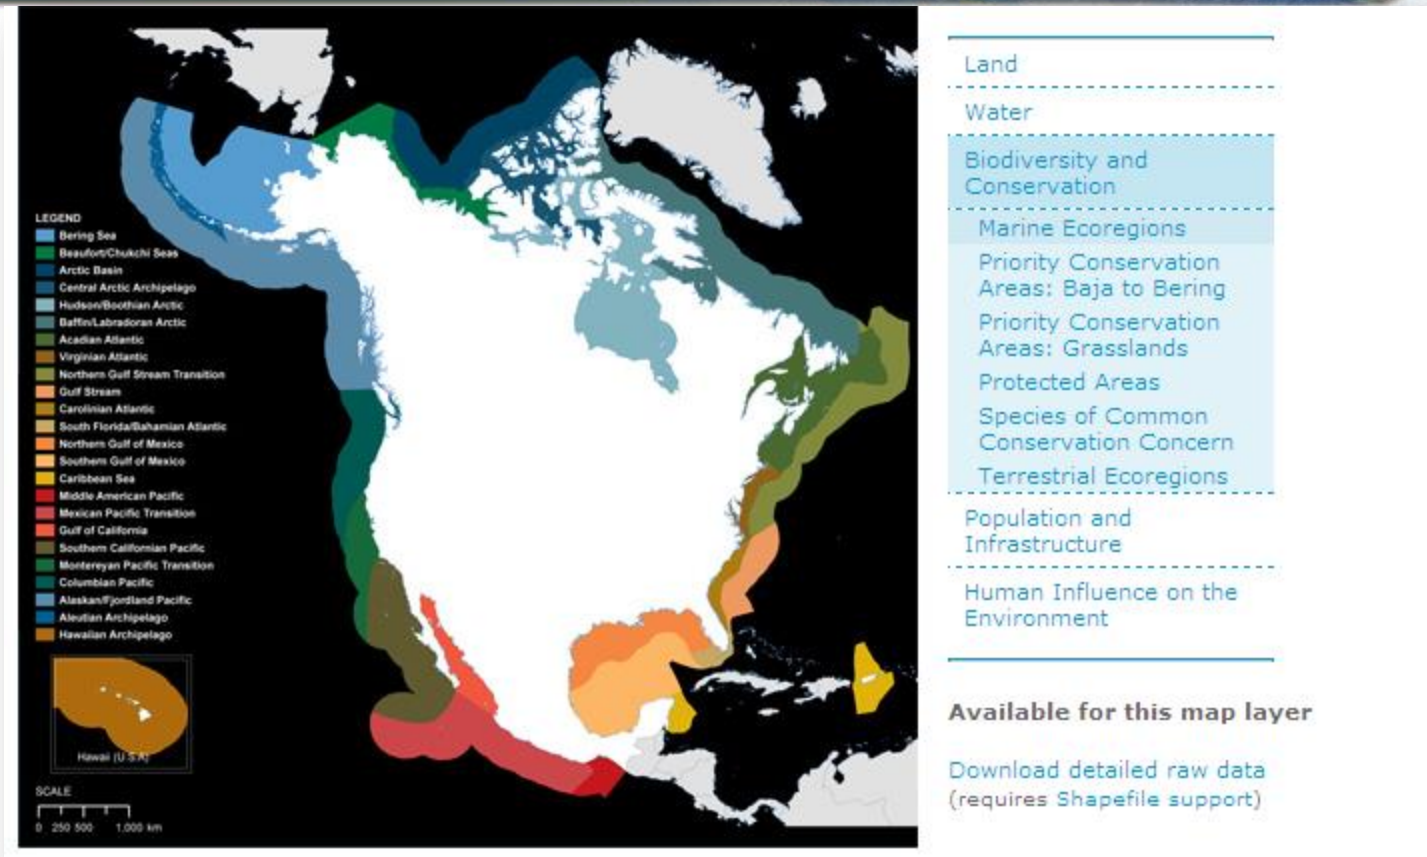 LEGEND
Bering Sea
Beaufort/Chukchi Seas
Arctic Basin
Central Arctic Archipelago
Hudson/Boothian Arctic
Baffin/Labradoran Arctic
Acadian Atlantic
Virginian Atlantic
Northern Gulf Stream Transition
Gulf Stream
Carolinian Atlantic
South Florida/Bahamian Atlantic
Northern Gulf of Mexico
Southern Gulf of Mexico
Caribbean Sea
Middle American Pacific
Mexican Pacific Transition
Gulf of California
Southern Californian Pacific
Montereyan Pacific Transition
Columbian Pacific
Alaskan/Fjordland Pacific
Aleutian Archipelago
Hawaiian Archipelago
Hawaii (U.S.A)
SCALE
0 250 500 1,000 km
Land
Water
Biodiversity and
Conservation
Marine Ecoregions
Priority Conservation
Areas: Baja to Bering
Priority Conservation
Areas: Grasslands
Protected Areas
Species of Common
Conservation Concern
Terrestrial Ecoregions
Population and
Infrastructure
Human Influence on the
Environment
Available for this map layer
Download detailed raw data
(requires Shapefile support)